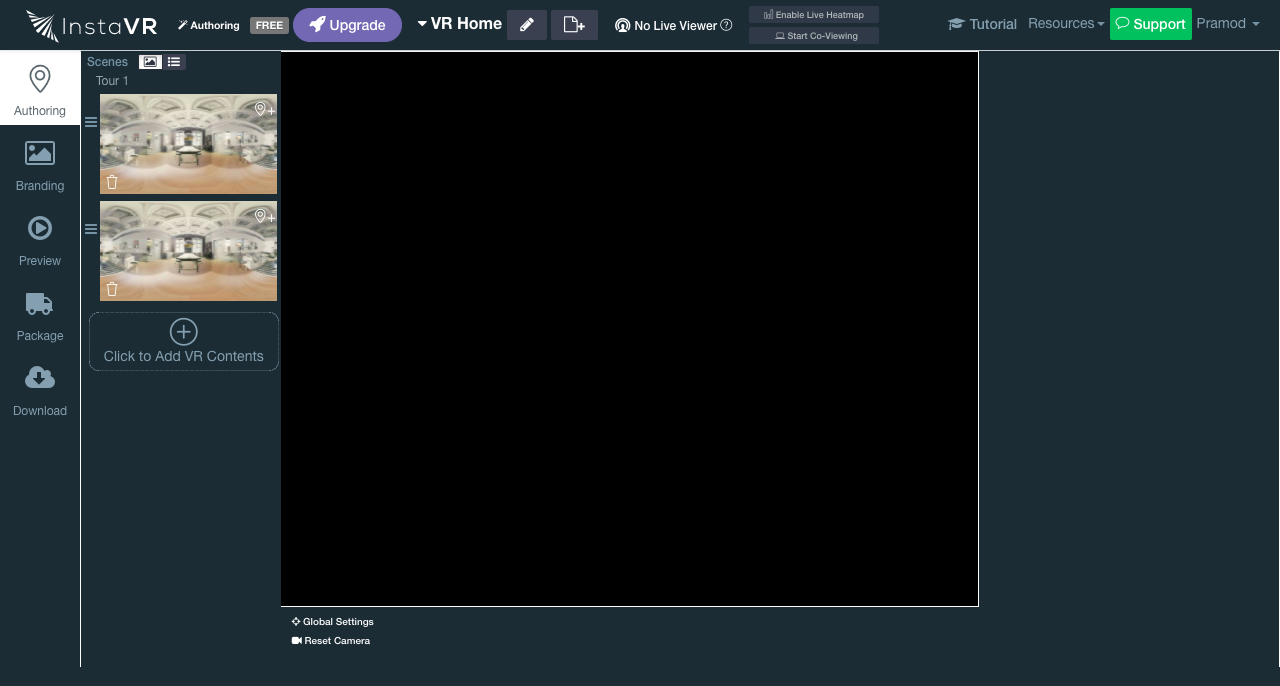 InstaVR
Authoring
FREE
Upgrade
VR Home
No Live Viewer
Enable Live Heatmap
Start Co-Viewing
Tutorial
Resources
Support
Pramod
Authoring
Branding
Preview
Package
Download
Scenes
Tour 1
Click to Add VR Contents
Global Settings
Reset Camera